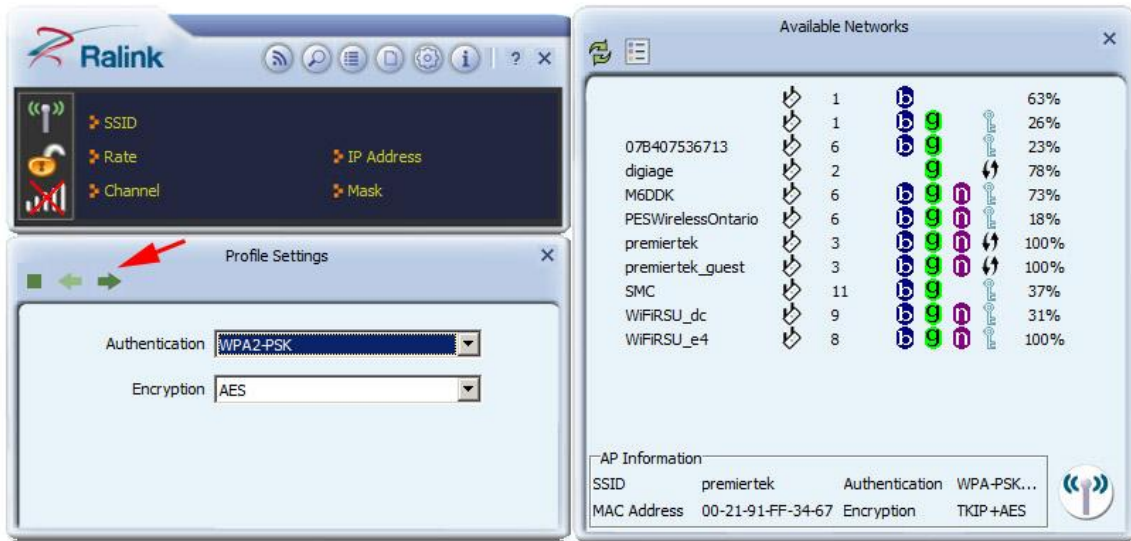 Ralink
? ×
SSID
Rate
IP Address
Channel
Mask
Profile Settings
×
Authentication WPA2-PSK
Encryption AES
Available Networks
×
1 b 63%
1 b g 26%
07B407536713 6 b g 23%
digiage 2 g 78%
M6DDK 6 b g n 73%
PESWirelessOntario 6 b g n 18%
premiertek 3 b g n 100%
premiertek_guest 3 b g n 100%
SMC 11 b g 37%
WiFiRSU_dc 9 b g n 31%
WiFiRSU_e4 8 b g n 100%
AP Information
SSID premiertek Authentication WPA-PSK...
MAC Address 00-21-91-FF-34-67 Encryption TKIP+AES